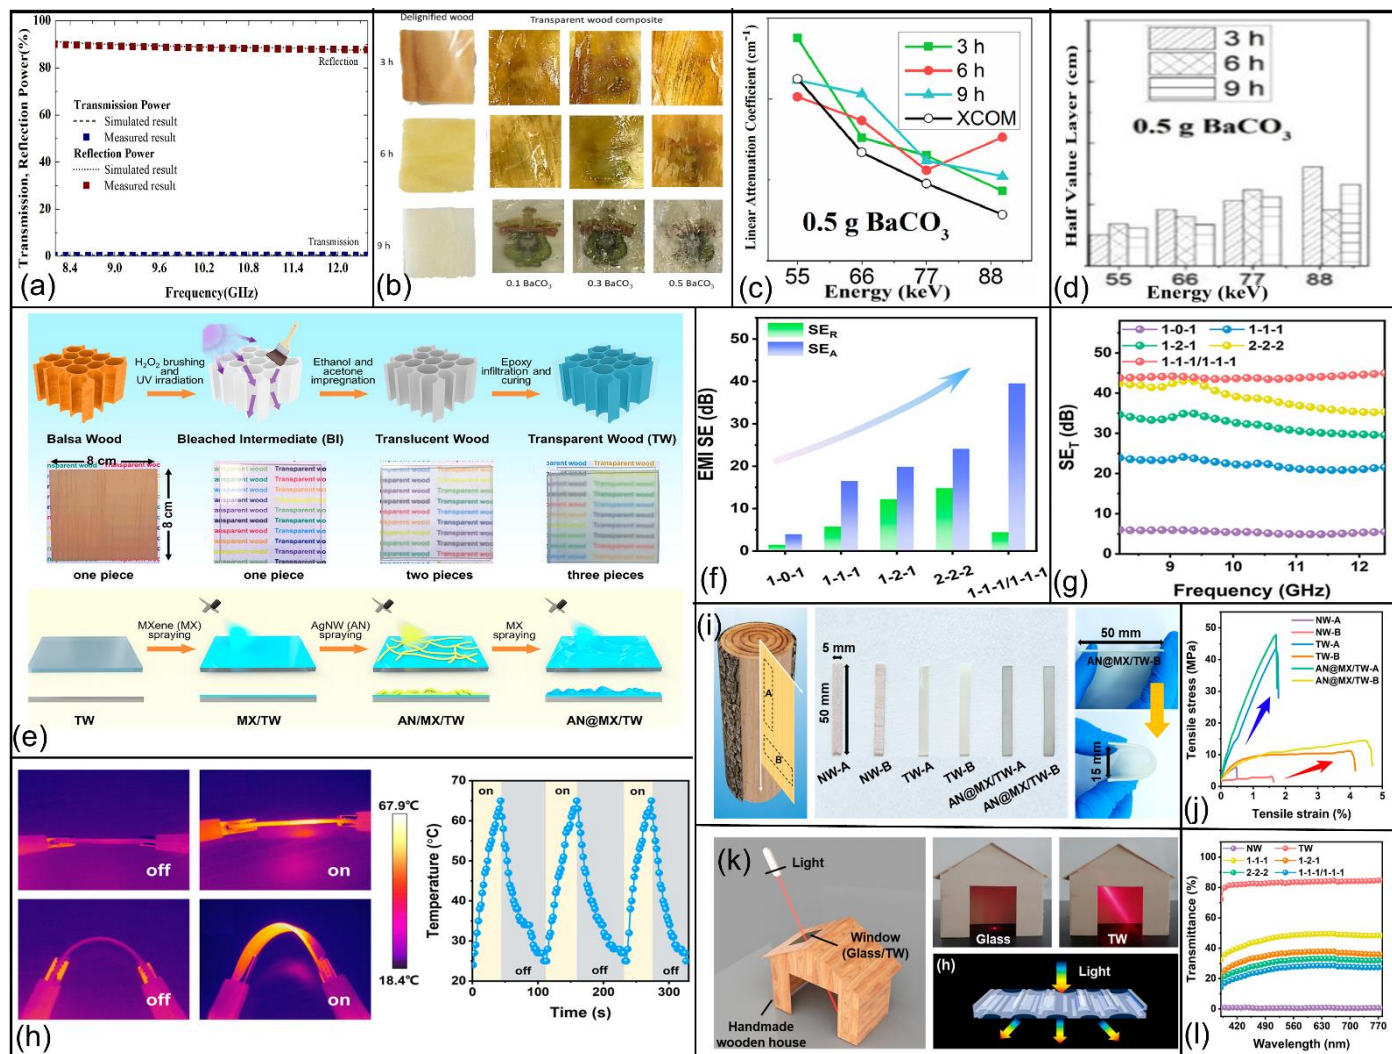 Transmission, Reflection Power(%)
100
80
60
40
20
0
Reflection
Transmission Power
Simulated result
Measured result
Reflection Power
Simulated result
Measured result
Transmission
8.4 9.0 9.6 10.2 10.8 11.4 12.0
Frequency(GHz)
(a)
Delignified wood
Transparent wood composite
3 h
6 h
9 h
0.1 BaCO3
0.3 BaCO3
0.5 BaCO3
(b)
Linear Attenuation Coefficient (cm-1)
3 h
6 h
9 h
XCOM
0.5 g BaCO3
55 66 77 88
Energy (keV)
(c)
Half Value Layer (cm)
3 h
6 h
9 h
0.5 g BaCO3
55 66 77 88
Energy (keV)
(d)
H2O2 brushing
and
UV irradiation
Ethanol and
acetone
impregnation
Epoxy
infiltration and
curing
Balsa Wood
Bleached Intermediate (BI)
Translucent Wood
Transparent Wood (TW)
8 cm
8 cm
one piece
one piece
two pieces
three pieces
MXene (MX)
spraying
AgNW (AN)
spraying
MX
spraying
TW
MX/TW
AN/MX/TW
AN@MX/TW
(e)
EMI SE (dB)
50
40
30
20
10
0
SER
SEA
1-0-1
1-1-1
1-2-1
2-2-2
1-1-1/1-1-1
(f)
SET (dB)
50
40
30
20
10
0
1-0-1
1-1-1
1-2-1
2-2-2
1-1-1/1-1-1
9 10 11 12
Frequency (GHz)
(g)
off
on
off
on
67.9℃
18.4℃
Temperature (°C)
70
65
60
55
50
45
40
35
30
25
20
on
on
on
off
off
off
0 100 200 300
Time (s)
(h)
(i)
A
B
5 mm
50 mm
NW-A
NW-B
TW-A
TW-B
AN@MX/TW-A
AN@MX/TW-B
50 mm
AN@MX/TW-B
15 mm
Tensile stress (MPa)
60
50
40
30
20
10
0
NW-A
NW-B
TW-A
TW-B
AN@MX/TW-A
AN@MX/TW-B
0 1 2 3 4 5
Tensile strain (%)
(j)
(k)
Light
Window
(Glass/TW)
Handmade
wooden house
Glass
TW
(h)
Light
Transmittance (%)
100
80
60
40
20
0
NW
TW
1-1-1
1-2-1
2-2-2
1-1-1/1-1-1
420 490 560 630 700 770
Wavelength (nm)
(l)